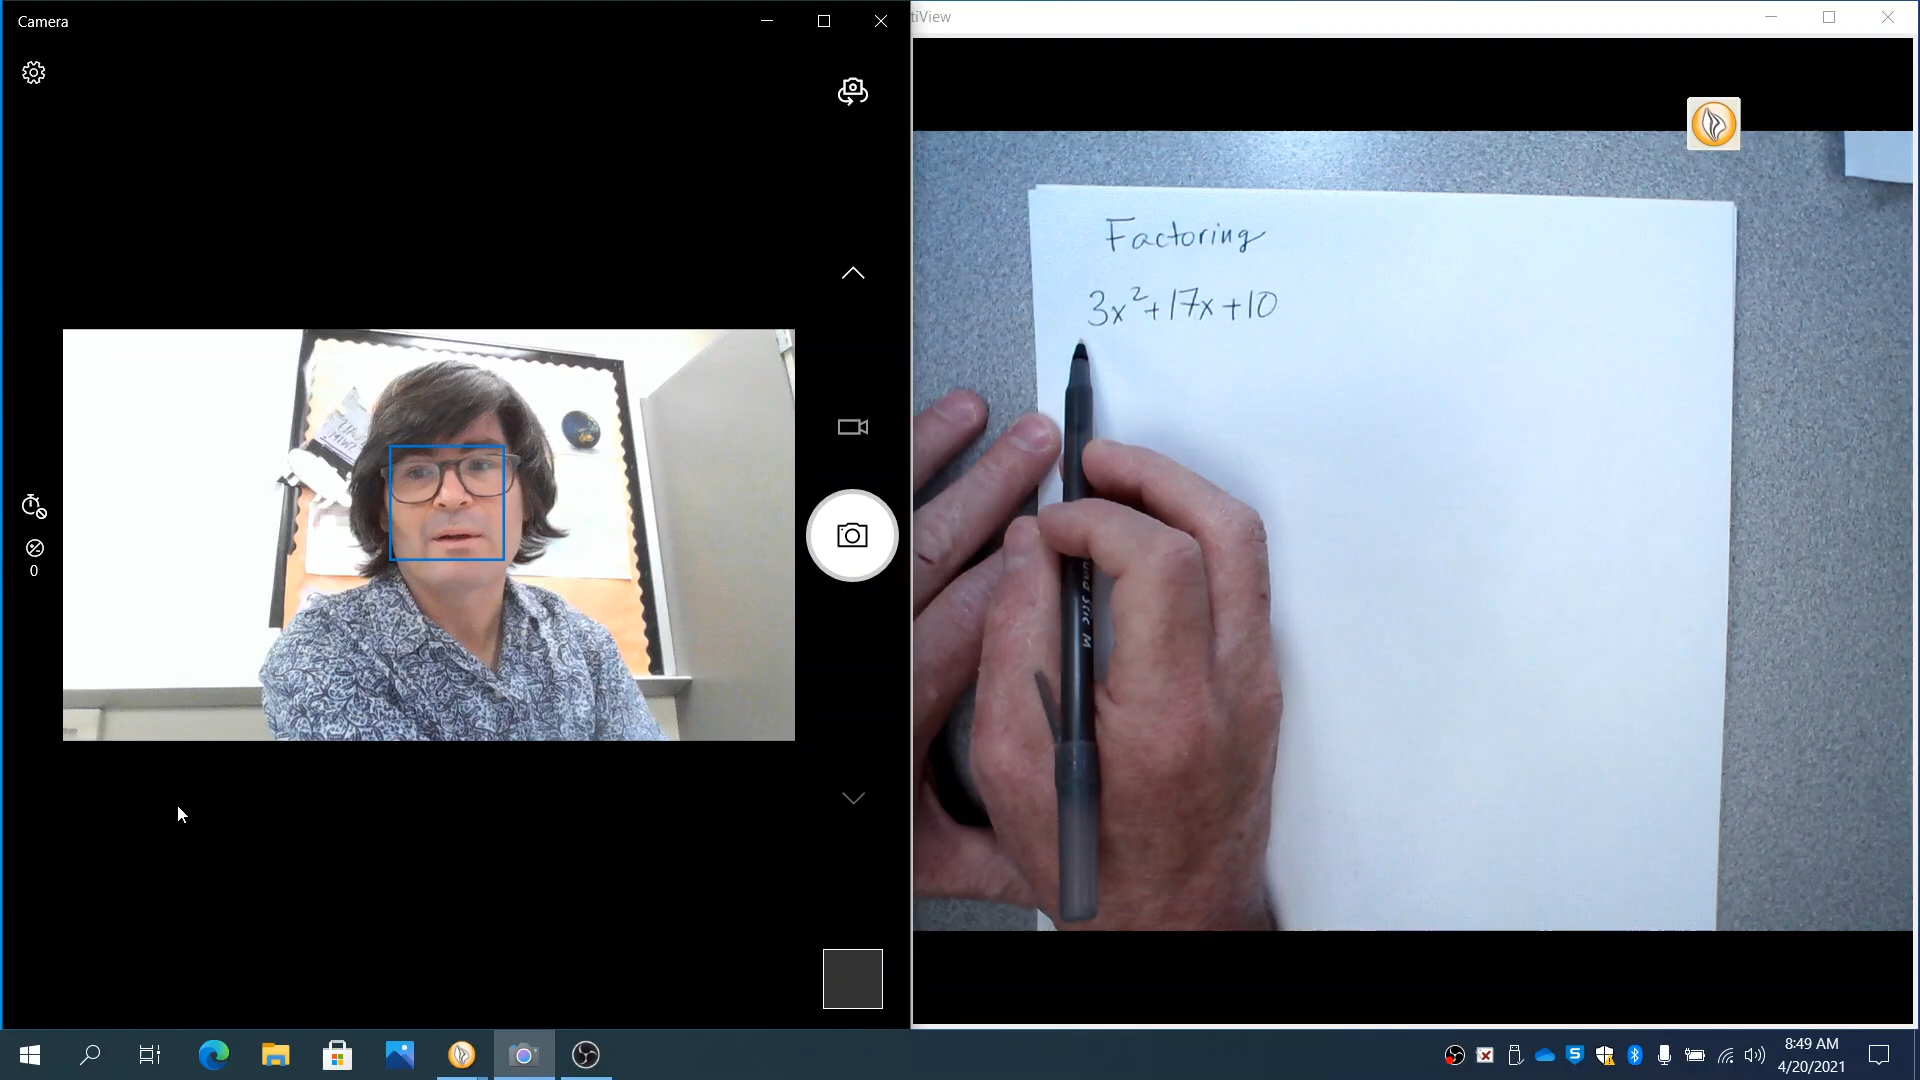 Camera
tiView
0
Factoring
3x²+17x+10
8:49 AM
4/20/2021